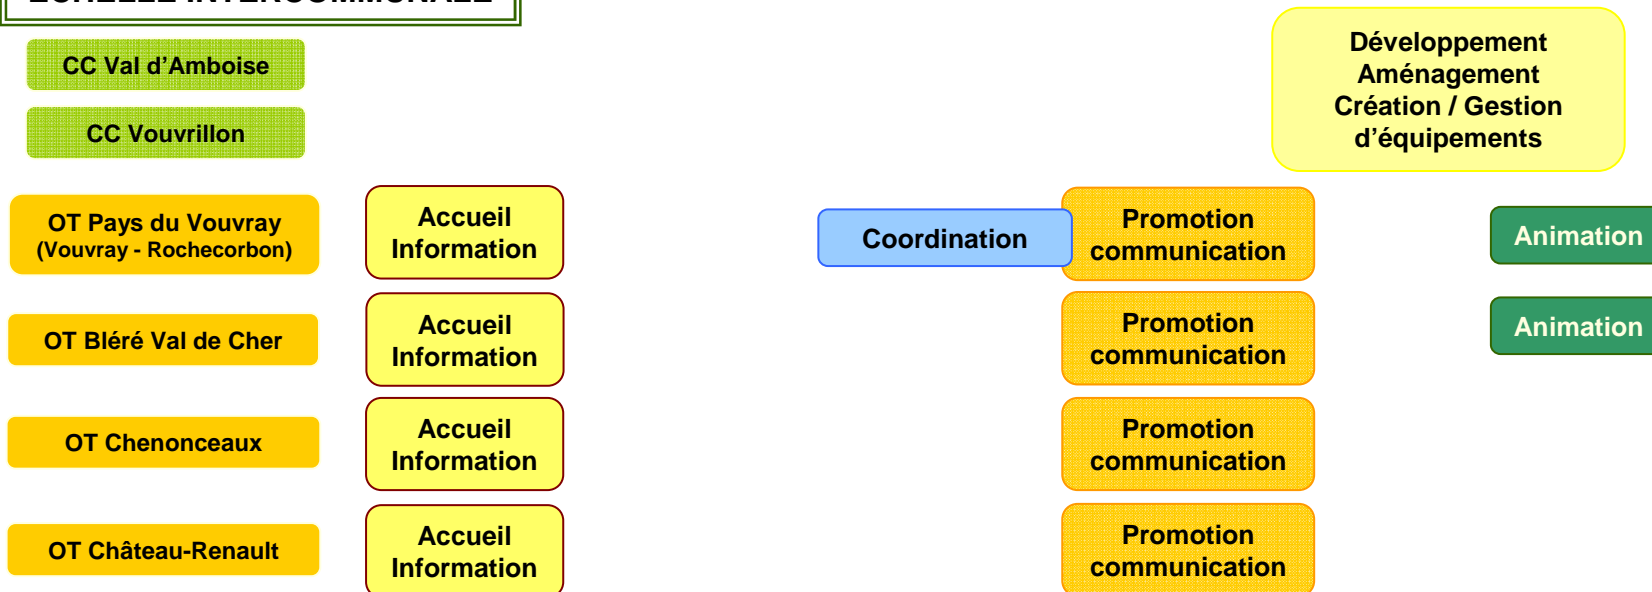 ECHELLE INTERCOMMUNALE
CC Val d'Amboise
CC Vouvrillon
Développement
Aménagement
Création / Gestion
d'équipements
OT Pays du Vouvray
(Vouvray - Rochecorbon)
Accueil
Information
Coordination
Promotion
communication
Animation
OT Bléré Val de Cher
Accueil
Information
Promotion
communication
Animation
OT Chenonceaux
Accueil
Information
Promotion
communication
OT Château-Renault
Accueil
Information
Promotion
communication